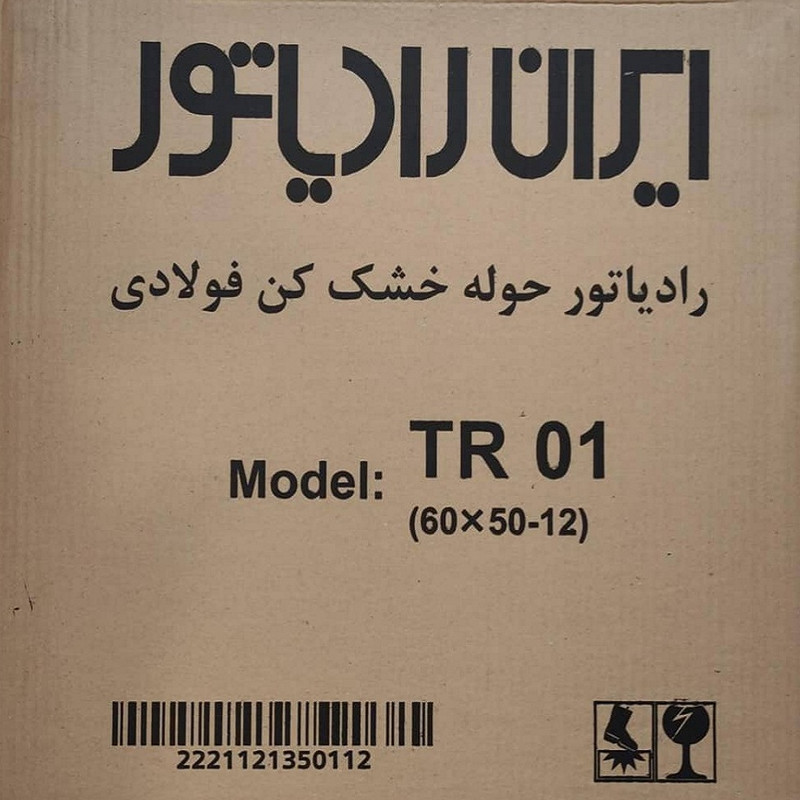 ایران رادیاتور
رادیاتور حوله خشک کن فولادی
Model: TR 01
(60×50-12)
2221121350112